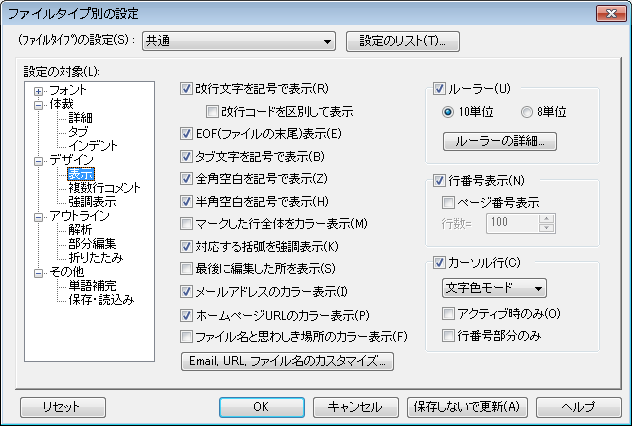 ファイルタイプ別の設定
(ファイルタイプ)の設定(S) : 共通 設定のリスト(T)...
設定の対象(L):
フォント
体裁
詳細
タブ
インデント
デザイン
表示
複数行コメント
強調表示
アウトライン
解析
部分編集
折りたたみ
その他
単語補完
保存・読込み
改行文字を記号で表示(R)
改行コードを区別して表示
EOF(ファイルの末尾)表示(E)
タブ文字を記号で表示(B)
全角空白を記号で表示(Z)
半角空白を記号で表示(H)
マークした行全体をカラー表示(M)
対応する括弧を強調表示(K)
最後に編集した所を表示(S)
メールアドレスのカラー表示(I)
ホームページURLのカラー表示(P)
ファイル名と思わしき場所のカラー表示(F)
Email, URL, ファイル名のカスタマイズ...
ルーラー(U)
10単位 8単位
ルーラーの詳細...
行番号表示(N)
ページ番号表示
行数= 100
カーソル行(C)
文字色モード
アクティブ時のみ(O)
行番号部分のみ
リセット OK キャンセル 保存しないで更新(A) ヘルプ